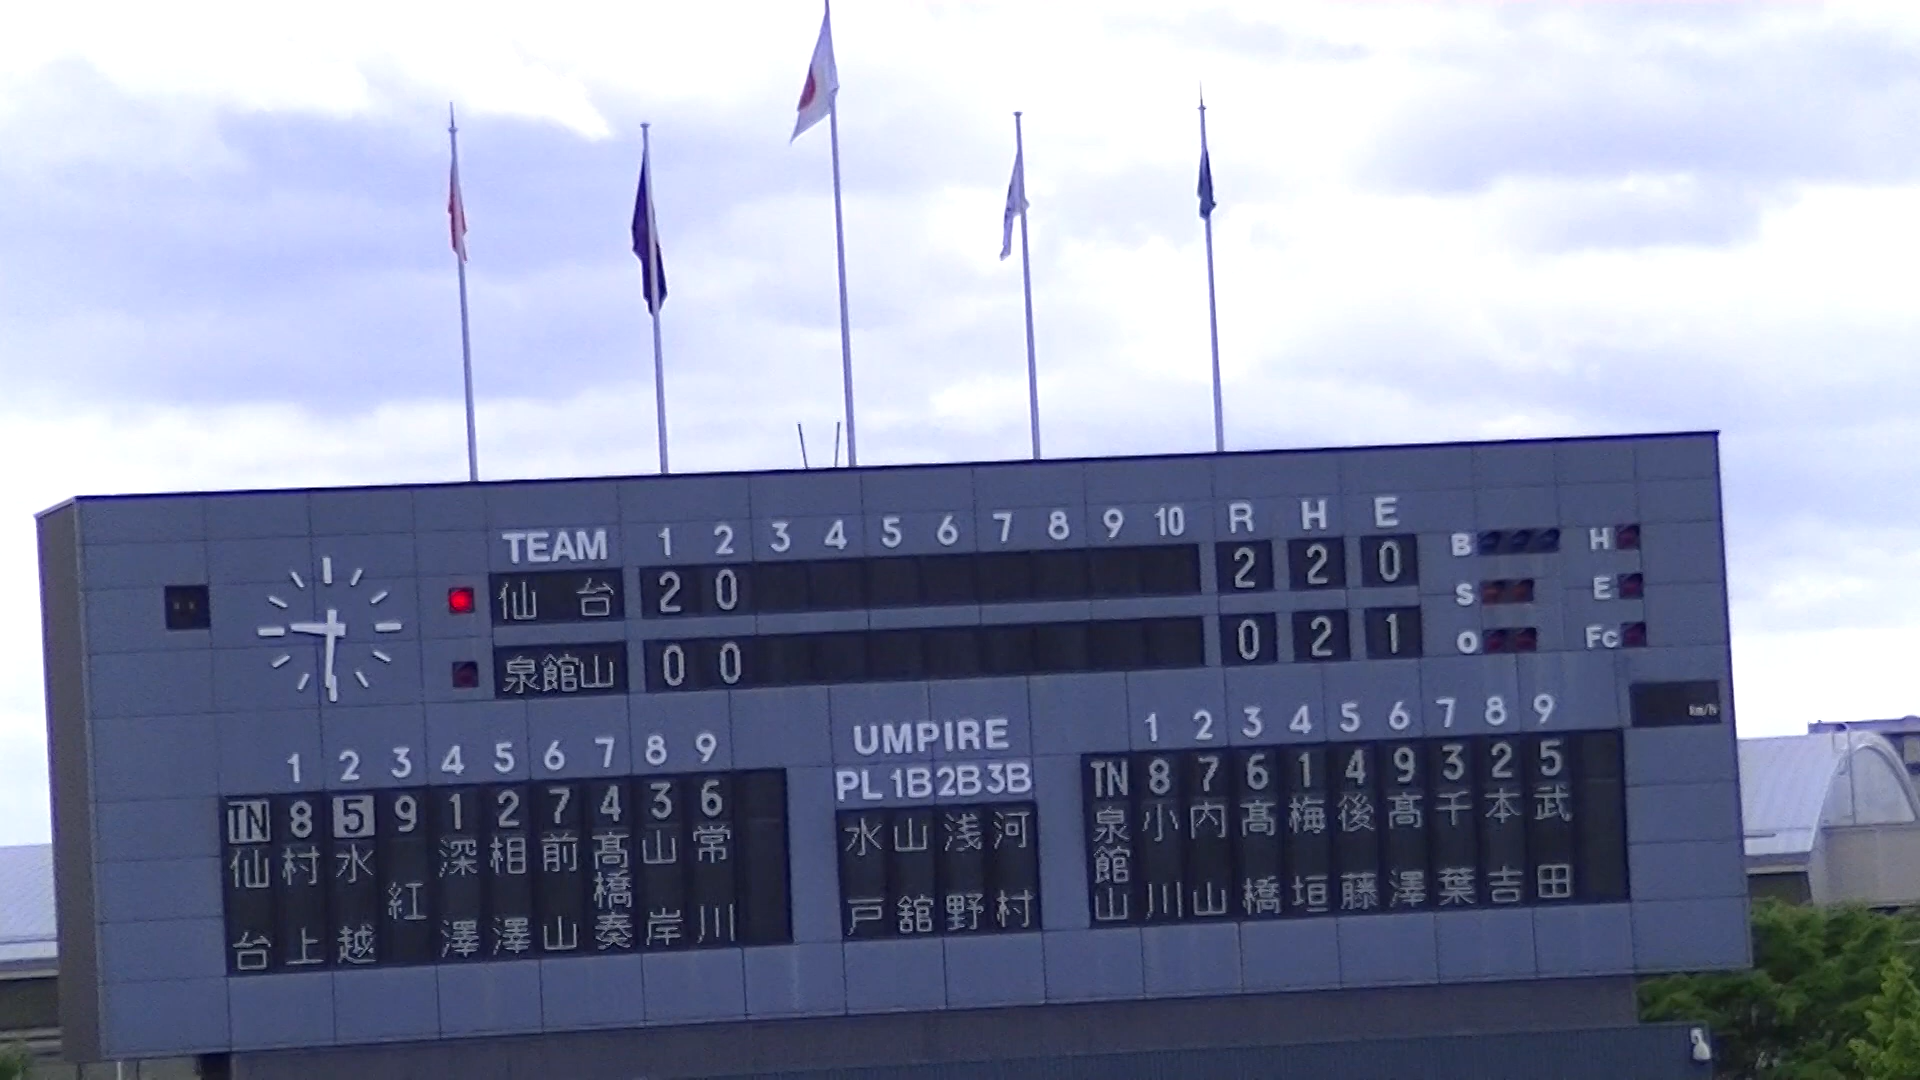 TEAM 1 2 3 4 5 6 7 8 9 10 R H E
仙台 2 0 2 2 0
泉館山 0 0 0 2 1
B H
S E
O Fc
km/h
1 2 3 4 5 6 7 8 9
IN 8 5 9 1 2 7 4 3 6
仙台 村上 水越 紅 深澤 相澤 前山 髙橋奏 山岸 常川
UMPIRE
PL 1B 2B 3B
水戸 山舘 浅野 河村
1 2 3 4 5 6 7 8 9
IN 8 7 6 1 4 9 3 2 5
泉館山 小川 内山 髙橋 梅垣 後藤 髙澤 千葉 本吉 武田